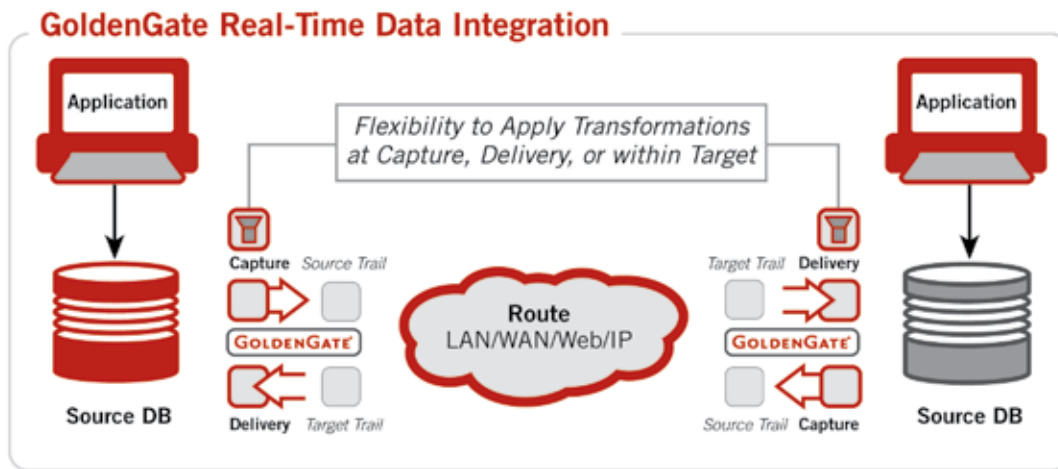 GoldenGate Real-Time Data Integration
Application
Application
Flexibility to Apply Transformations
at Capture, Delivery, or within Target
Capture Source Trail
Target Trail Delivery
Route
LAN/WAN/Web/IP
GOLDENGATE
GOLDENGATE
Source DB
Delivery Target Trail
Source Trail Capture
Source DB